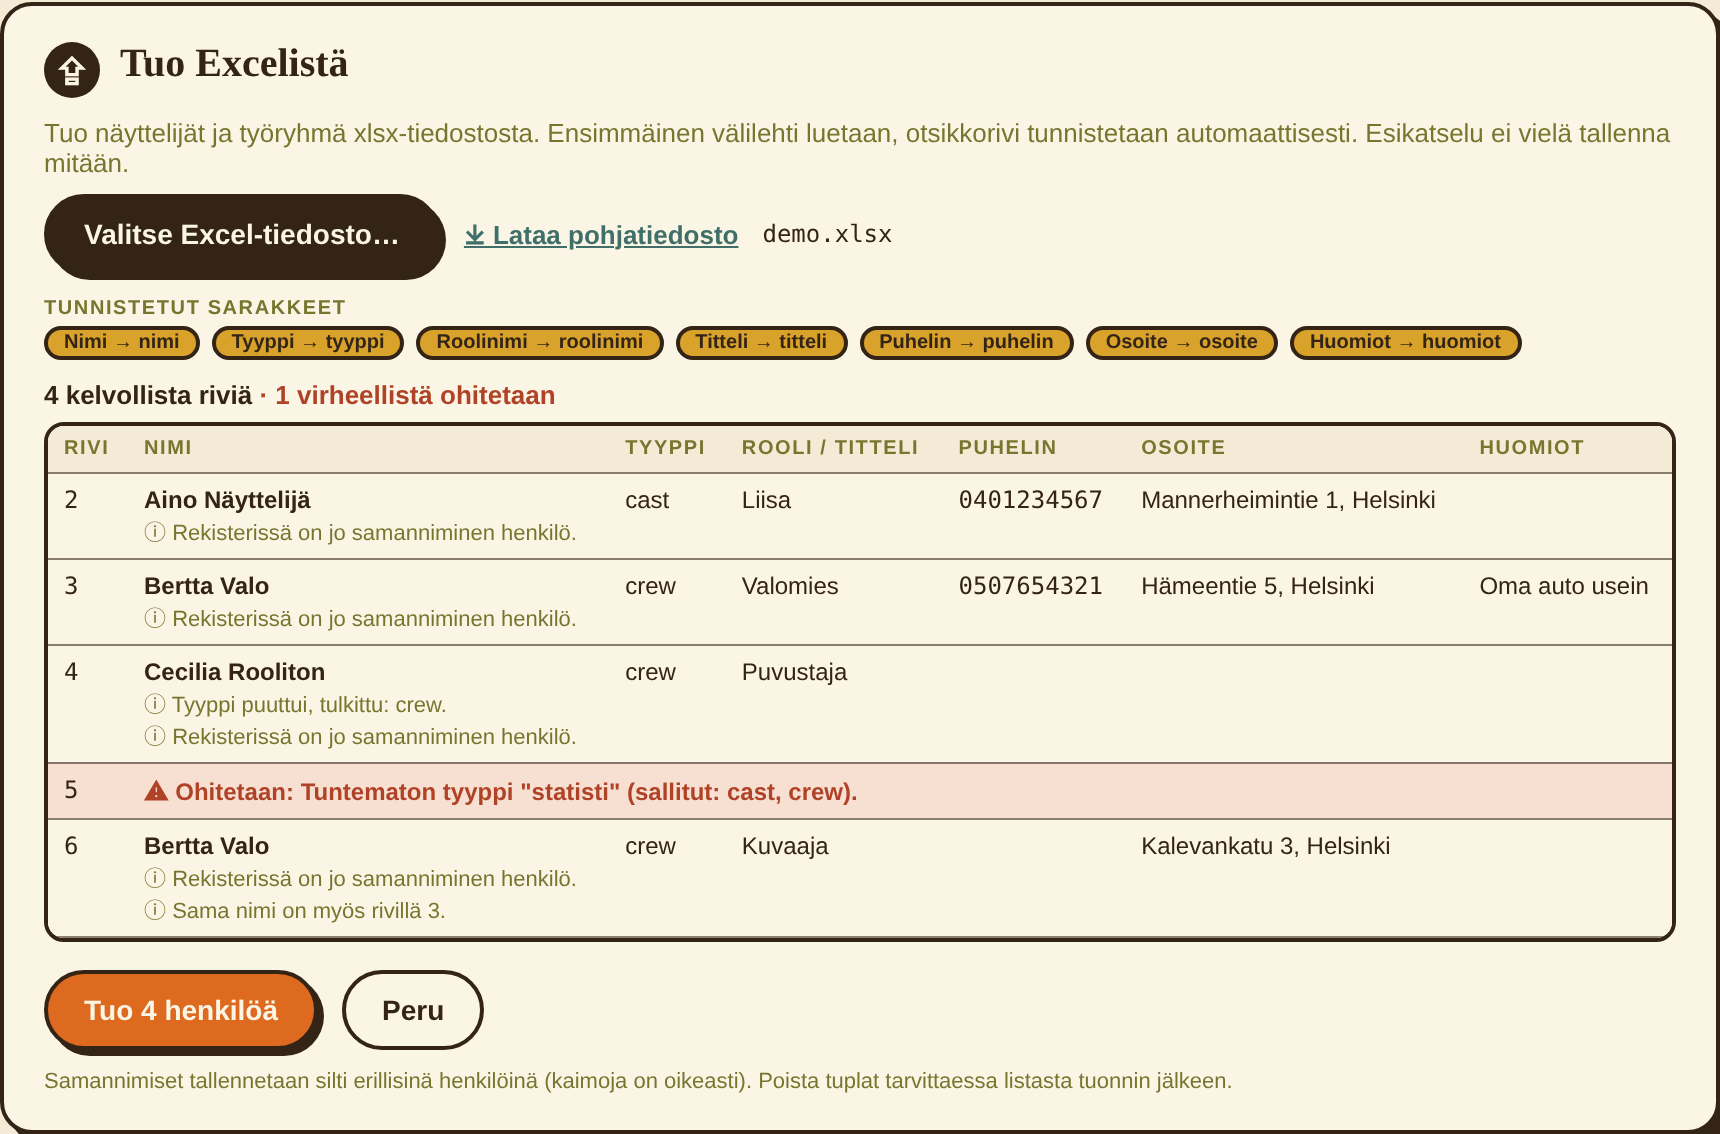 Tuo Excelistä
Tuo näyttelijät ja työryhmä xlsx-tiedostosta. Ensimmäinen välilehti luetaan, otsikkorivi tunnistetaan automaattisesti. Esikatselu ei vielä tallenna
mitään.
Valitse Excel-tiedosto… Lataa pohjatiedosto demo.xlsx
TUNNISTETUT SARAKKEET
Nimi → nimi Tyyppi → tyyppi Roolinimi → roolinimi Titteli → titteli Puhelin → puhelin Osoite → osoite Huomiot → huomiot
4 kelvollista riviä · 1 virheellistä ohitetaan
RIVI NIMI TYYPPI ROOLI / TITTELI PUHELIN OSOITE HUOMIOT
2 Aino Näyttelijä cast Liisa 0401234567 Mannerheimintie 1, Helsinki
ⓘ Rekisterissä on jo samanniminen henkilö.
3 Bertta Valo crew Valomies 0507654321 Hämeentie 5, Helsinki Oma auto usein
ⓘ Rekisterissä on jo samanniminen henkilö.
4 Cecilia Rooliton crew Puvustaja
ⓘ Tyyppi puuttui, tulkittu: crew.
ⓘ Rekisterissä on jo samanniminen henkilö.
5 ⚠ Ohitetaan: Tuntematon tyyppi "statisti" (sallitut: cast, crew).
6 Bertta Valo crew Kuvaaja Kalevankatu 3, Helsinki
ⓘ Rekisterissä on jo samanniminen henkilö.
ⓘ Sama nimi on myös rivillä 3.
Tuo 4 henkilöä Peru
Samannimiset tallennetaan silti erillisinä henkilöinä (kaimoja on oikeasti). Poista tuplat tarvittaessa listasta tuonnin jälkeen.